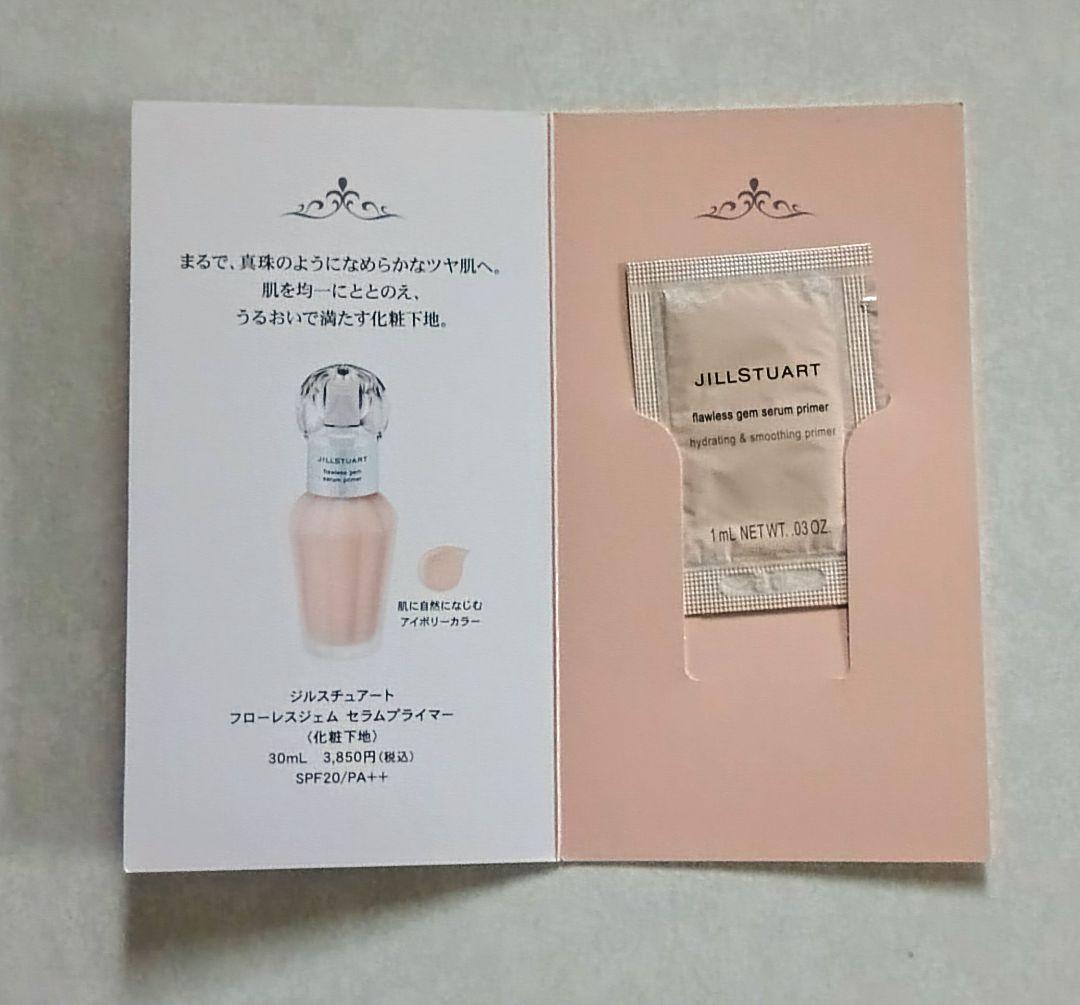 まるで、真珠のようになめらかなツヤ肌へ。
肌を均一にととのえ、
うるおいで満たす化粧下地。
JILLSTUART
flawless gem
serum primer
肌に自然になじむ
アイボリーカラー
ジルスチュアート
フローレスジェム セラムプライマー
（化粧下地）
30mL 3,850円（税込）
SPF20/PA++
JILLSTUART
flawless gem serum primer
hydrating & smoothing primer
1 mL NET WT. .03 OZ.